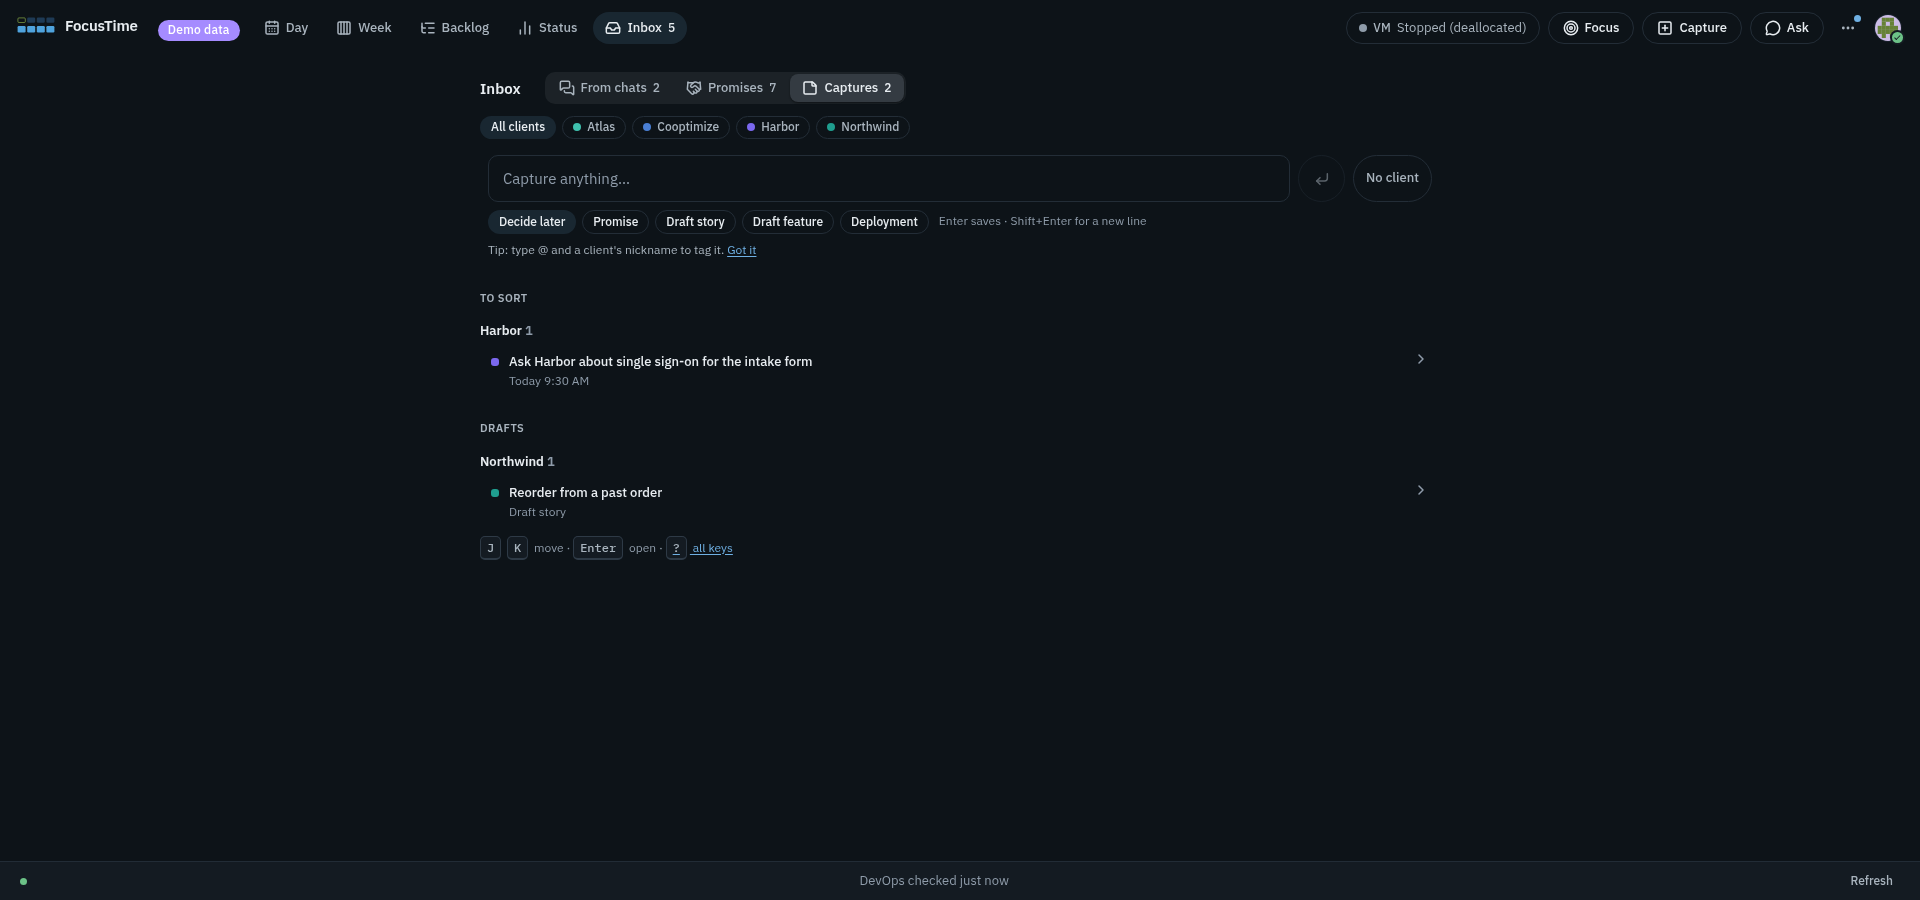 FocusTime
Demo data
Day
Week
Backlog
Status
Inbox 5
VM Stopped (deallocated)
Focus
Capture
Ask
Inbox
From chats 2
Promises 7
Captures 2
All clients
Atlas
Cooptimize
Harbor
Northwind
Capture anything...
No client
Decide later
Promise
Draft story
Draft feature
Deployment
Enter saves · Shift+Enter for a new line
Tip: type @ and a client's nickname to tag it. Got it
TO SORT
Harbor 1
Ask Harbor about single sign-on for the intake form
Today 9:30 AM
DRAFTS
Northwind 1
Reorder from a past order
Draft story
J K move · Enter open · ? all keys
DevOps checked just now
Refresh